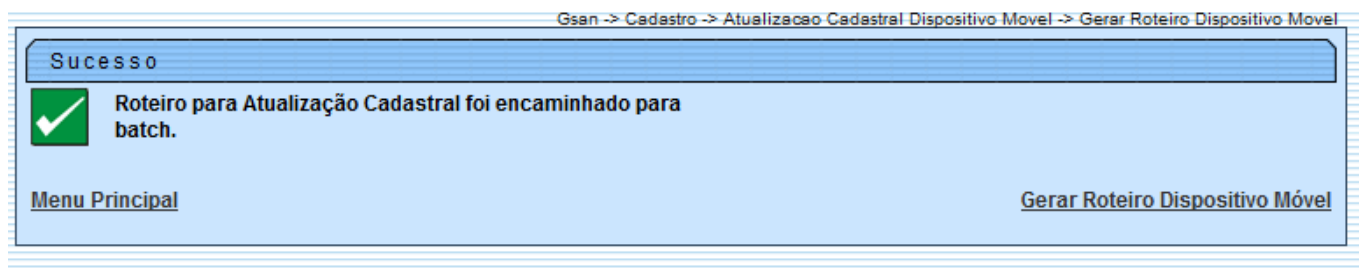 Gsan -> Cadastro -> Atualizacao Cadastral Dispositivo Movel -> Gerar Roteiro Dispositivo Movel
Sucesso
Roteiro para Atualização Cadastral foi encaminhado para
batch.
Menu Principal
Gerar Roteiro Dispositivo Móvel